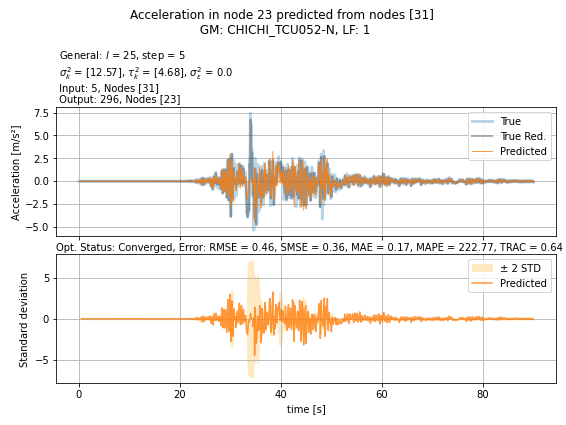 Acceleration in node 23 predicted from nodes [31]
GM: CHICHI_TCU052-N, LF: 1
General: l = 25, step = 5
σ²ₖ = [12.57], τ²ₖ = [4.68], σ²ε = 0.0
Input: 5, Nodes [31]
Output: 296, Nodes [23]
7.5
5.0
2.5
0.0
−2.5
−5.0
Acceleration [m/s²]
True
True Red.
Predicted
Opt. Status: Converged, Error: RMSE = 0.46, SMSE = 0.36, MAE = 0.17, MAPE = 222.77, TRAC = 0.64
5
0
−5
Standard deviation
± 2 STD
Predicted
0 20 40 60 80
time [s]